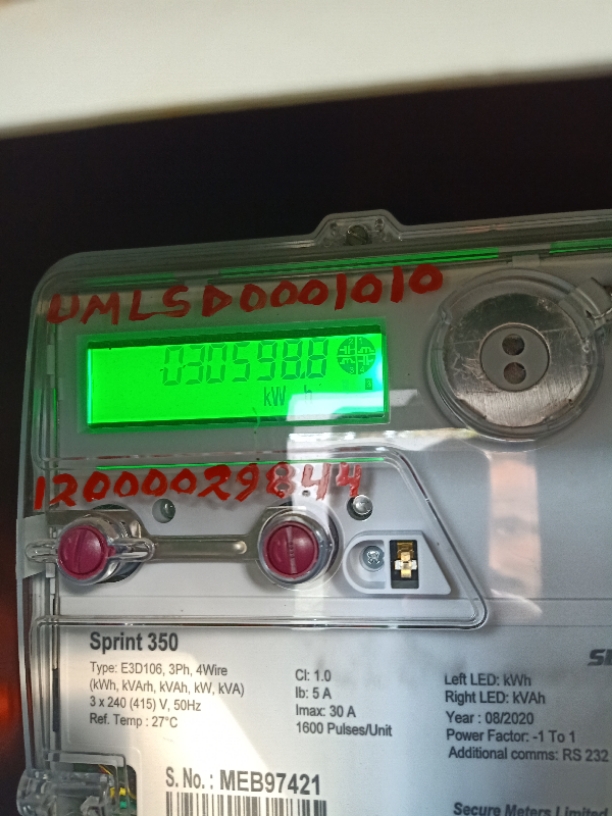 UMLSD0001010
030598.8
kW h
12000029844
Sprint 350
Type: E3D106, 3Ph, 4Wire
(kWh, kVArh, kVAh, kW, kVA)
3 x 240 (415) V, 50Hz
Ref. Temp : 27°C
Cl: 1.0
Ib: 5 A
Imax: 30 A
1600 Pulses/Unit
Left LED: kWh
Right LED: kVAh
Year : 08/2020
Power Factor: -1 To 1
Additional comms: RS 232
S. No.: MEB97421
Secure Meters Limited